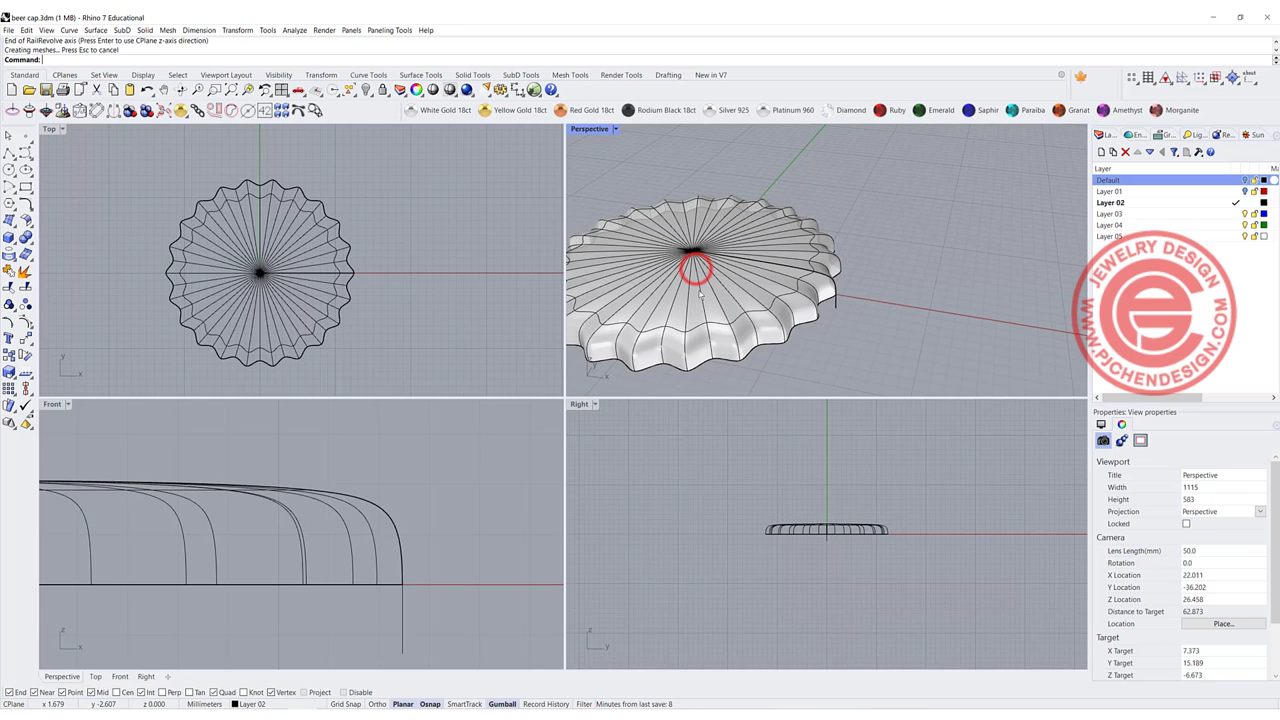 beer cap.3dm (1 MB) - Rhino 7 Educational
File Edit View Curve Surface SubD Solid Mesh Dimension Transform Tools Analyze Render Panels Paneling Tools Help
End of RailRevolve axis (Press Enter to use CPlane z-axis direction)
Creating meshes... Press Esc to cancel
Command:
Standard CPlanes Set View Display Select Viewport Layout Visibility Transform Curve Tools Surface Tools Solid Tools SubD Tools Mesh Tools Render Tools Drafting New in V7
White Gold 18ct Yellow Gold 18ct Red Gold 18ct Rodium Black 18ct Silver 925 Platinum 960 Diamond Ruby Emerald Saphir Paraiba Granat Amethyst Morganite
Top
Perspective
La... En... Gr... Lig... Re... Sun
Layer Ma
Default
Layer 01
Layer 02
Layer 03
Layer 04
Layer 05
JEWELRY DESIGN
WWW.PJCHENDESIGN.COM
y
x
y
x
Front
Right
z
x
z
y
Properties: View properties
Viewport
Title Perspective
Width 1115
Height 583
Projection Perspective
Locked
Camera
Lens Length(mm) 50.0
Rotation 0.0
X Location 22.011
Y Location -36.202
Z Location 26.458
Distance to Target 62.873
Location Place...
Target
X Target 7.373
Y Target 15.189
Z Target -6.673
Perspective Top Front Right
End Near Point Mid Cen Int Perp Tan Quad Knot Vertex Project Disable
CPlane x 1.679 y -2.607 z 0.000 Millimeters Layer 02 Grid Snap Ortho Planar Osnap SmartTrack Gumball Record History Filter Minutes from last save: 8